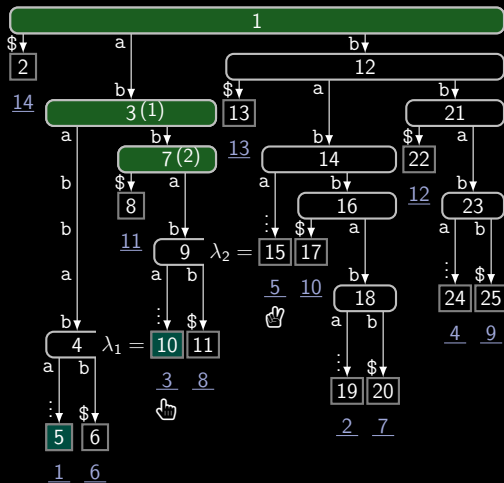 1
$ a b
2 12
14 b $ a b
3 (1) 13 21
a b 13 $ b
7 (2) 14 22
b $ a b 12
8 ⋮ $ 16 23
b 11 b a ⋮ $
9 λ₂ = 15 17
a ⋮ b $ 5 10 b 24 25
b 18 4 9
4 λ₁ = 10 11 a b
a b 3 8 ⋮ $
⋮ $ 19 20
5 6 2 7
1 6